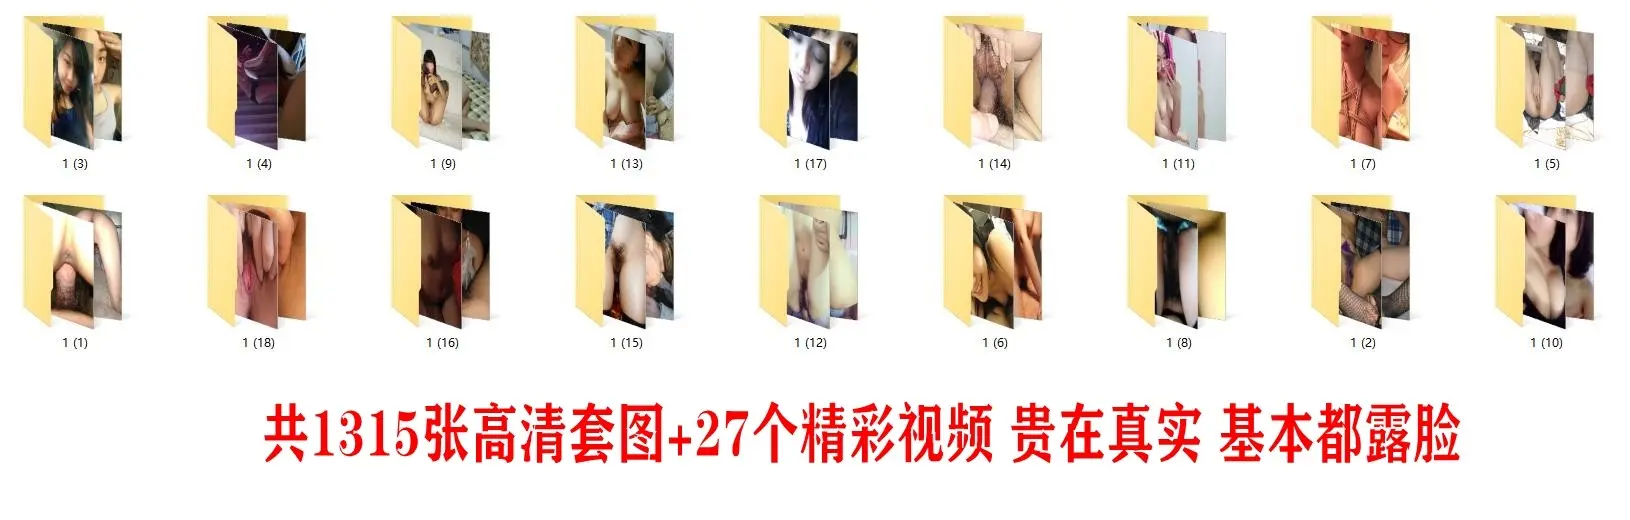 1 (3) 1 (4) 1 (9) 1 (13) 1 (17) 1 (14) 1 (11) 1 (7) 1 (5)
1 (1) 1 (18) 1 (16) 1 (15) 1 (12) 1 (6) 1 (8) 1 (2) 1 (10)
共1315张高清套图+27个精彩视频 贵在真实 基本都露脸